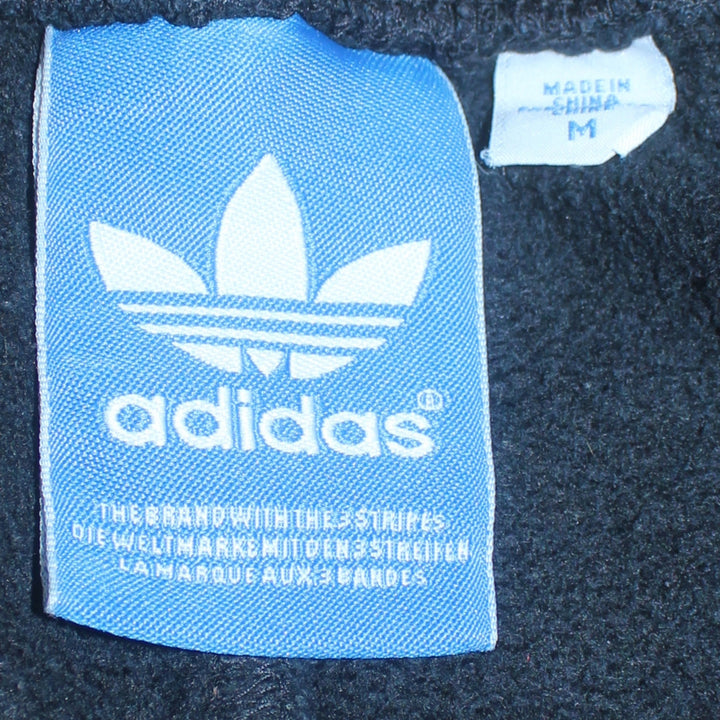 adidas®
THE BRAND WITH THE 3 STRIPES
DIE WELTMARKE MIT DEN 3 STREIFEN
LA MARQUE AUX 3 BANDES
MADE IN
CHINA
M